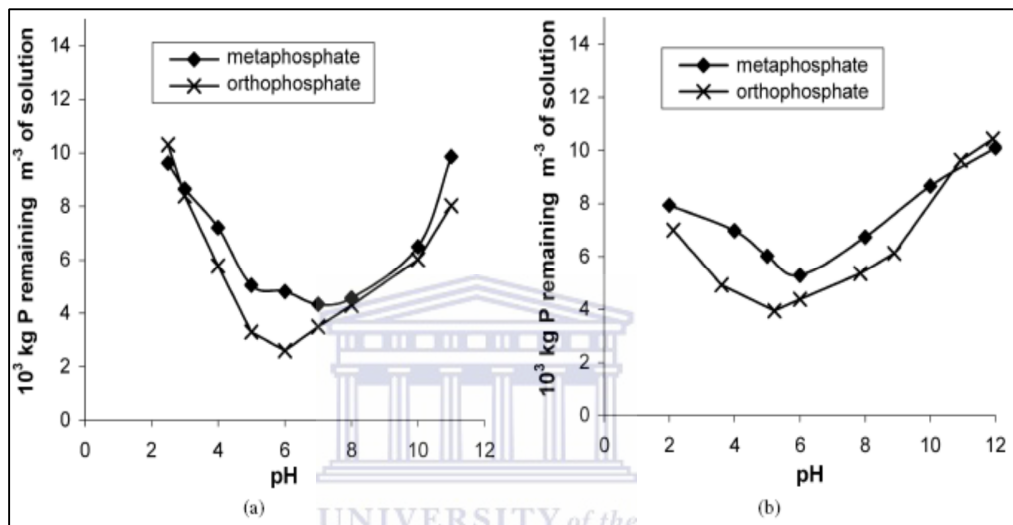 metaphosphate
orthophosphate
10³ kg P remaining m⁻³ of solution
14
12
10
8
6
4
2
0
0 2 4 6 8 10 12
pH
(a)
metaphosphate
orthophosphate
10³ kg P remaining m⁻³ of solution
14
12
10
8
6
4
2
0
0 2 4 6 8 10 12
pH
(b)
UNIVERSITY of the